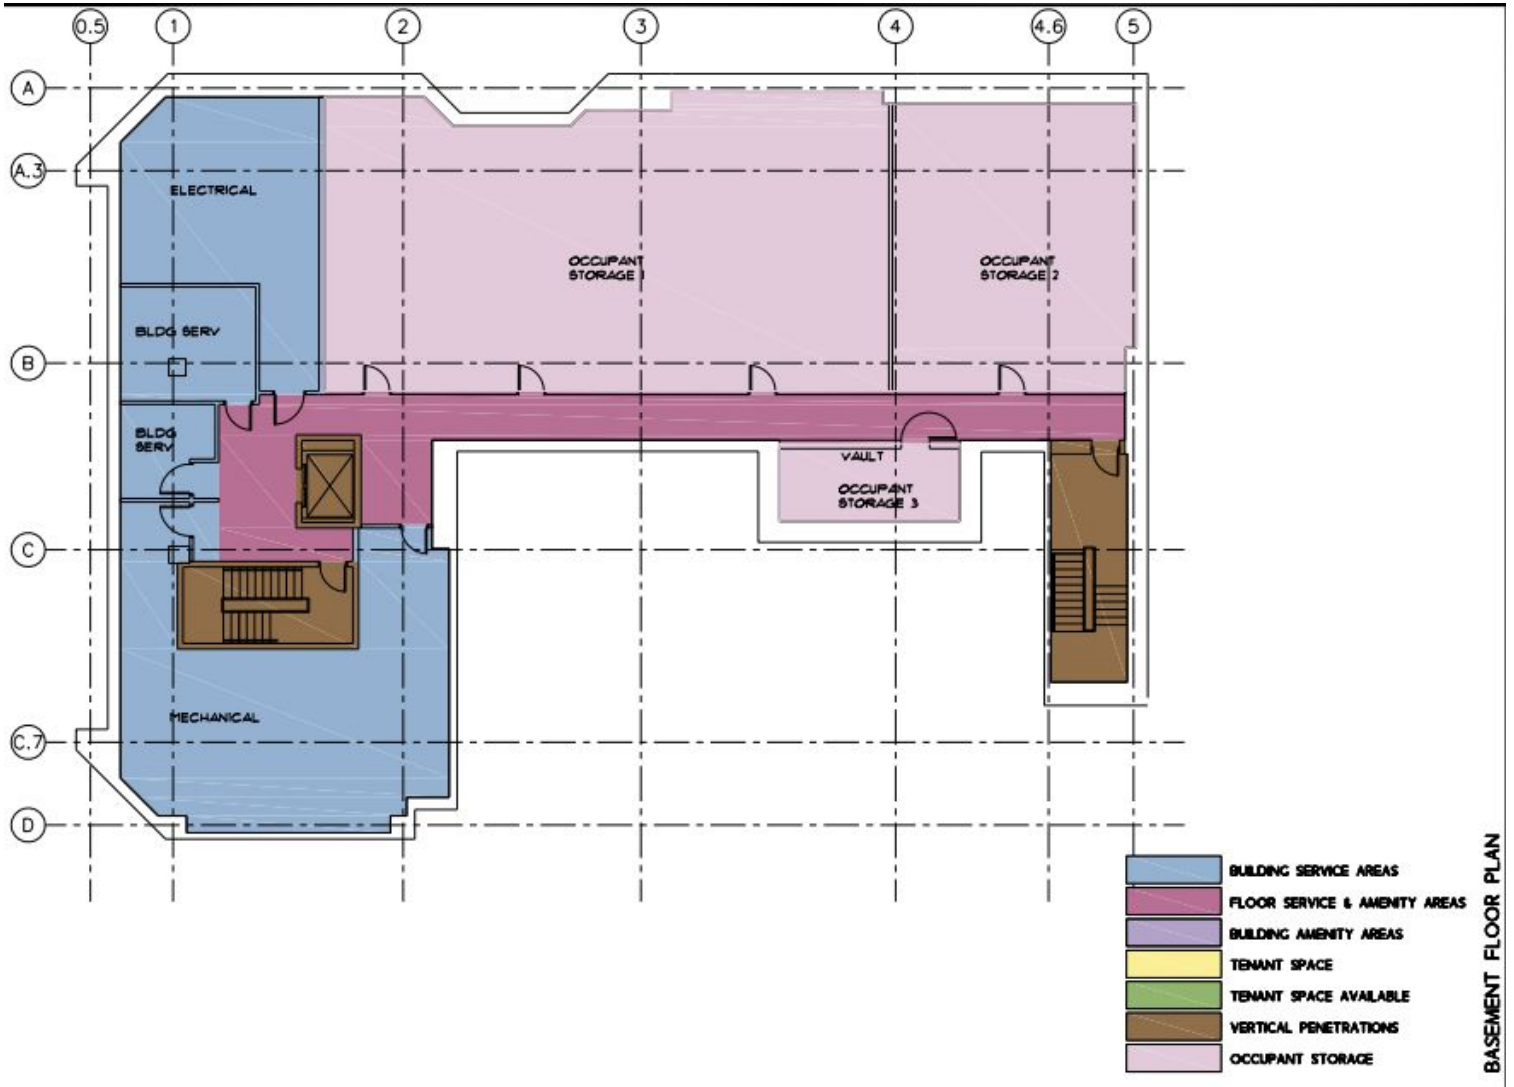 0.5 1 2 3 4 4.6 5
A
A.3
ELECTRICAL
OCCUPANT
STORAGE 1
OCCUPANT
STORAGE 2
BLDG SERV
B
BLDG
SERV
VAULT
OCCUPANT
STORAGE 3
C
MECHANICAL
C.7
D
BUILDING SERVICE AREAS
FLOOR SERVICE & AMENITY AREAS
BUILDING AMENITY AREAS
TENANT SPACE
TENANT SPACE AVAILABLE
VERTICAL PENETRATIONS
OCCUPANT STORAGE
BASEMENT FLOOR PLAN